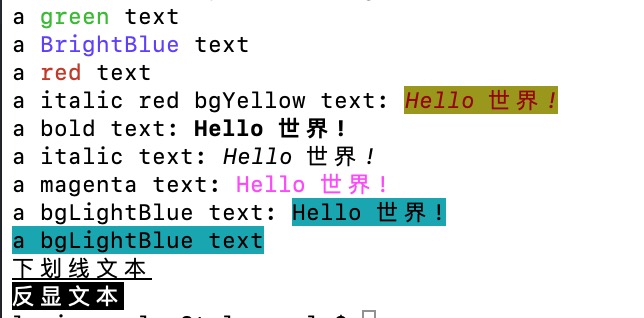 a green text
a BrightBlue text
a red text
a italic red bgYellow text: Hello 世界!
a bold text: Hello 世界!
a italic text: Hello 世界!
a magenta text: Hello 世界!
a bgLightBlue text: Hello 世界!
a bgLightBlue text
下划线文本
反显文本